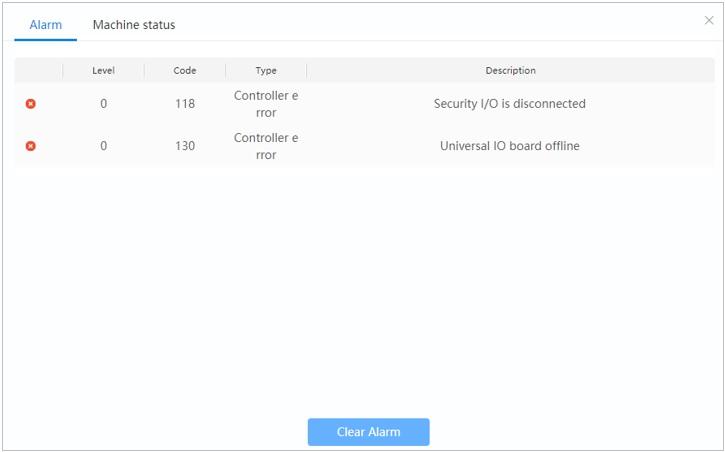 Alarm
Machine status
Level Code Type Description
0 118 Controller e
rror Security I/O is disconnected
0 130 Controller e
rror Universal IO board offline
Clear Alarm